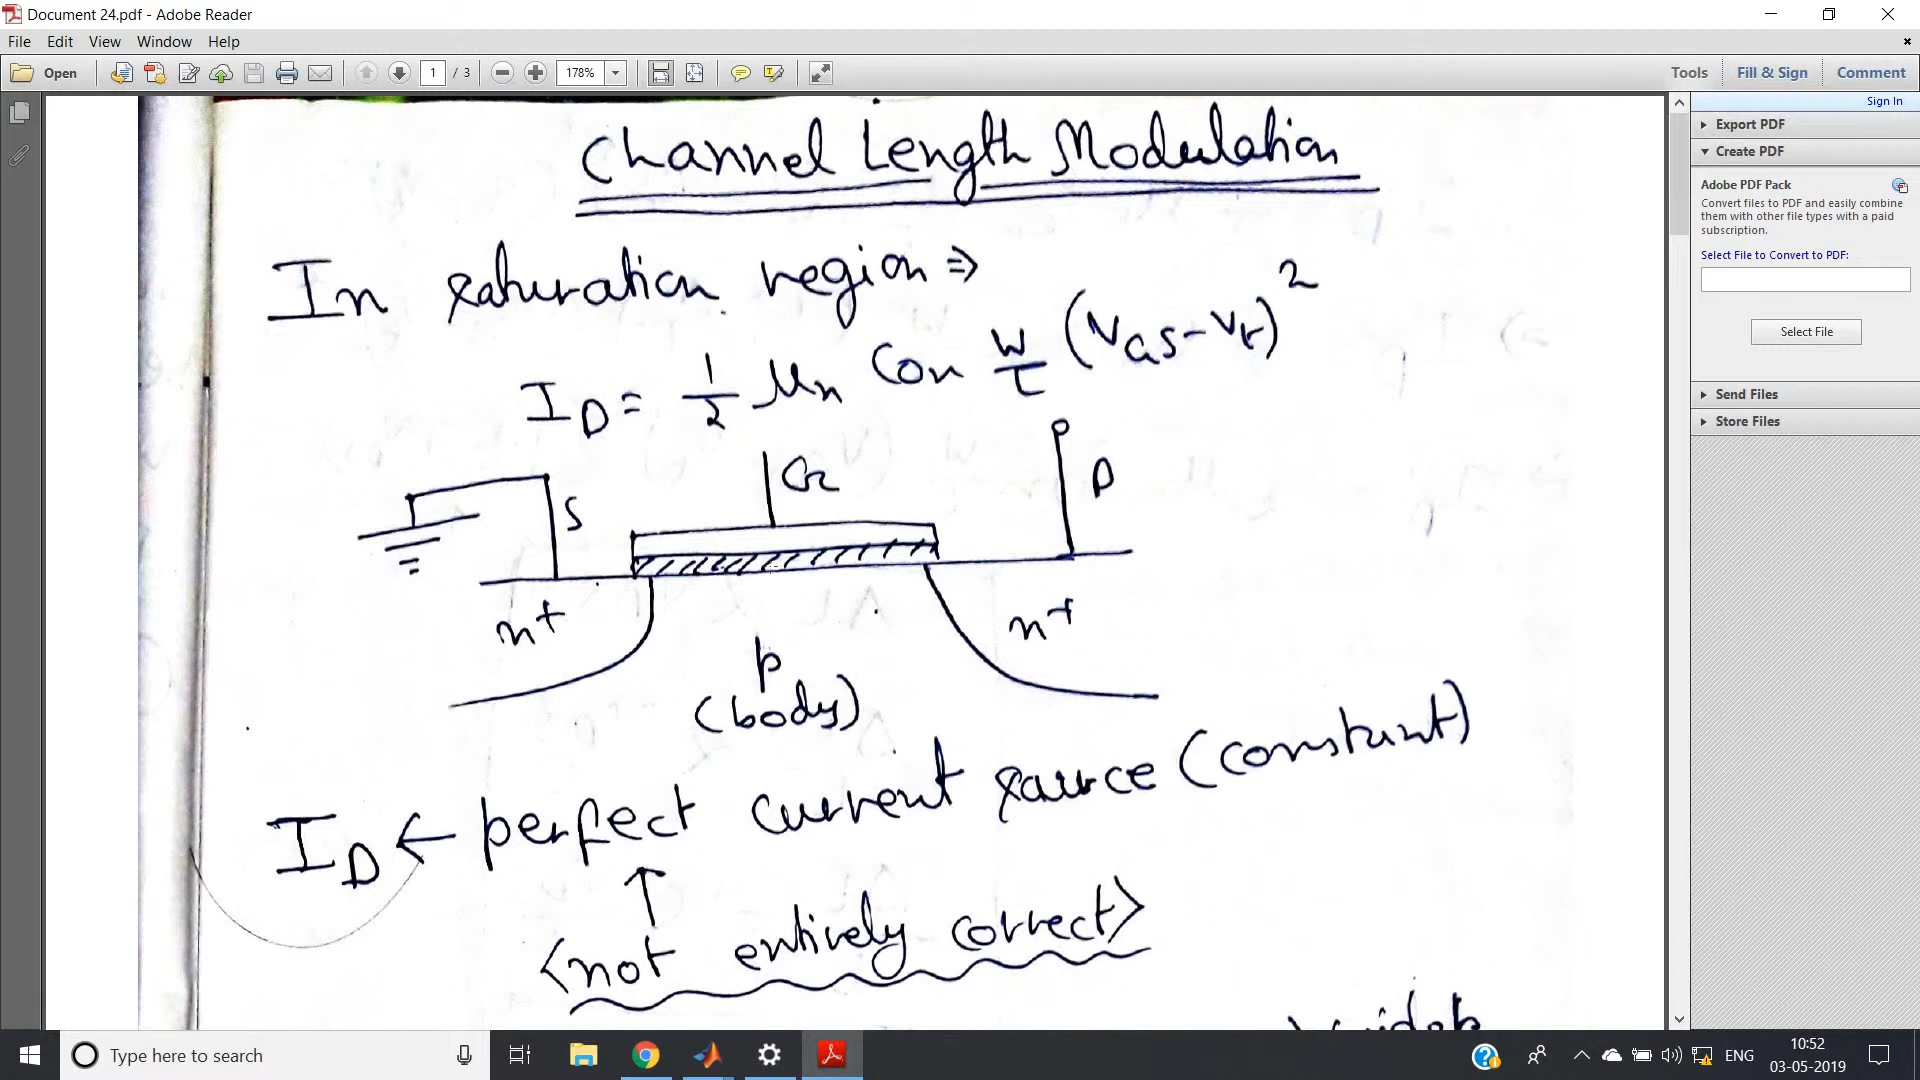 Document 24.pdf - Adobe Reader
File Edit View Window Help
Open 1 / 3 178% Tools Fill & Sign Comment
Sign In
Export PDF
Create PDF
Adobe PDF Pack
Convert files to PDF and easily combine
them with other file types with a paid
subscription.
Select File to Convert to PDF:
Select File
Send Files
Store Files
Channel Length Modulation
In saturation region ⇒
I_D = 1/2 μn Cox W/L (VGS - Vt)^2
S G D
n+ n+
p
(body)
I_D ← perfect current source (constant)
↑
<not entirely correct>
Type here to search
ENG
10:52
03-05-2019